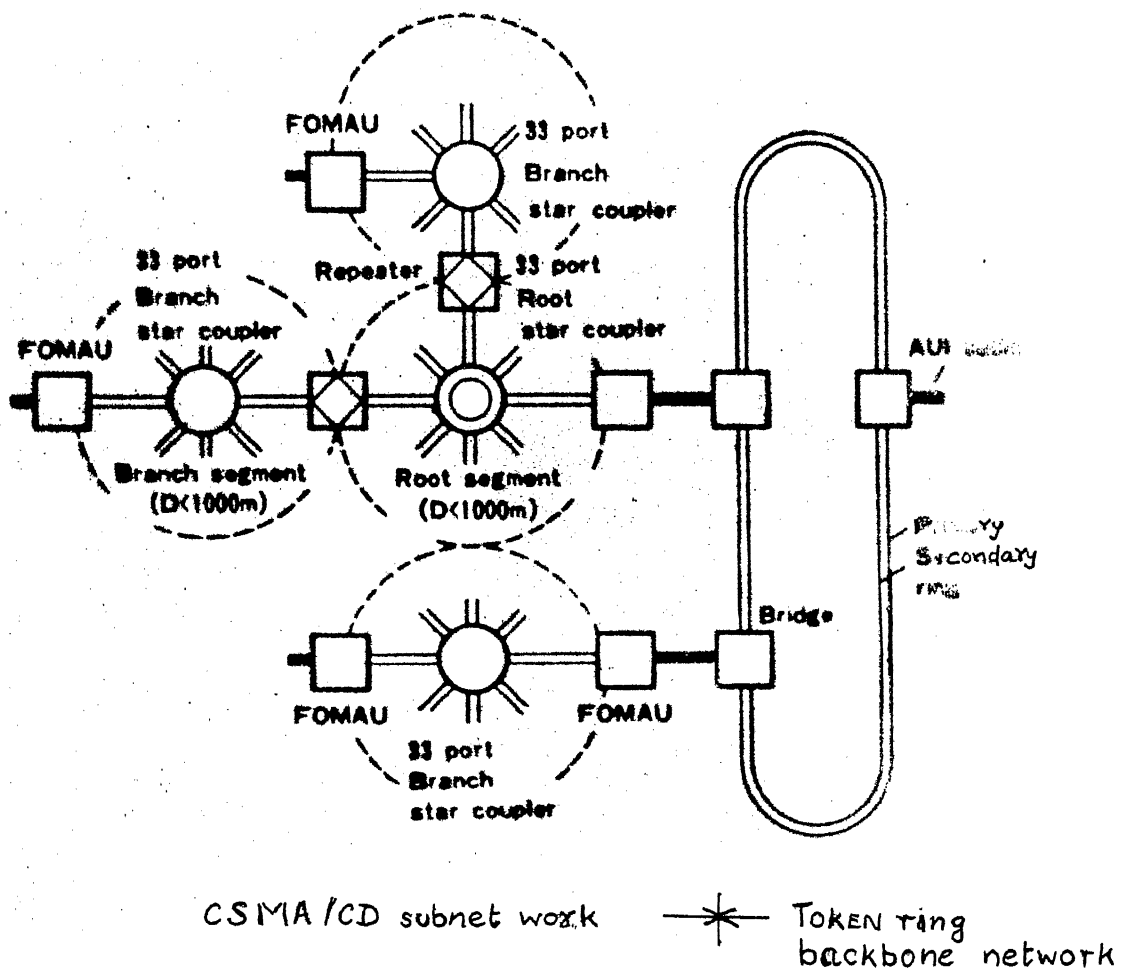 FOMAU
33 port
Branch
star coupler
33 port
Branch
star coupler
Repeater
33 port
Root
star coupler
FOMAU
AUI
Branch segment
(D<1000m)
Root segment
(D<1000m)
Secondary
Bridge
FOMAU
FOMAU
33 port
Branch
star coupler
CSMA/CD subnet work
TOKEN ring
backbone network